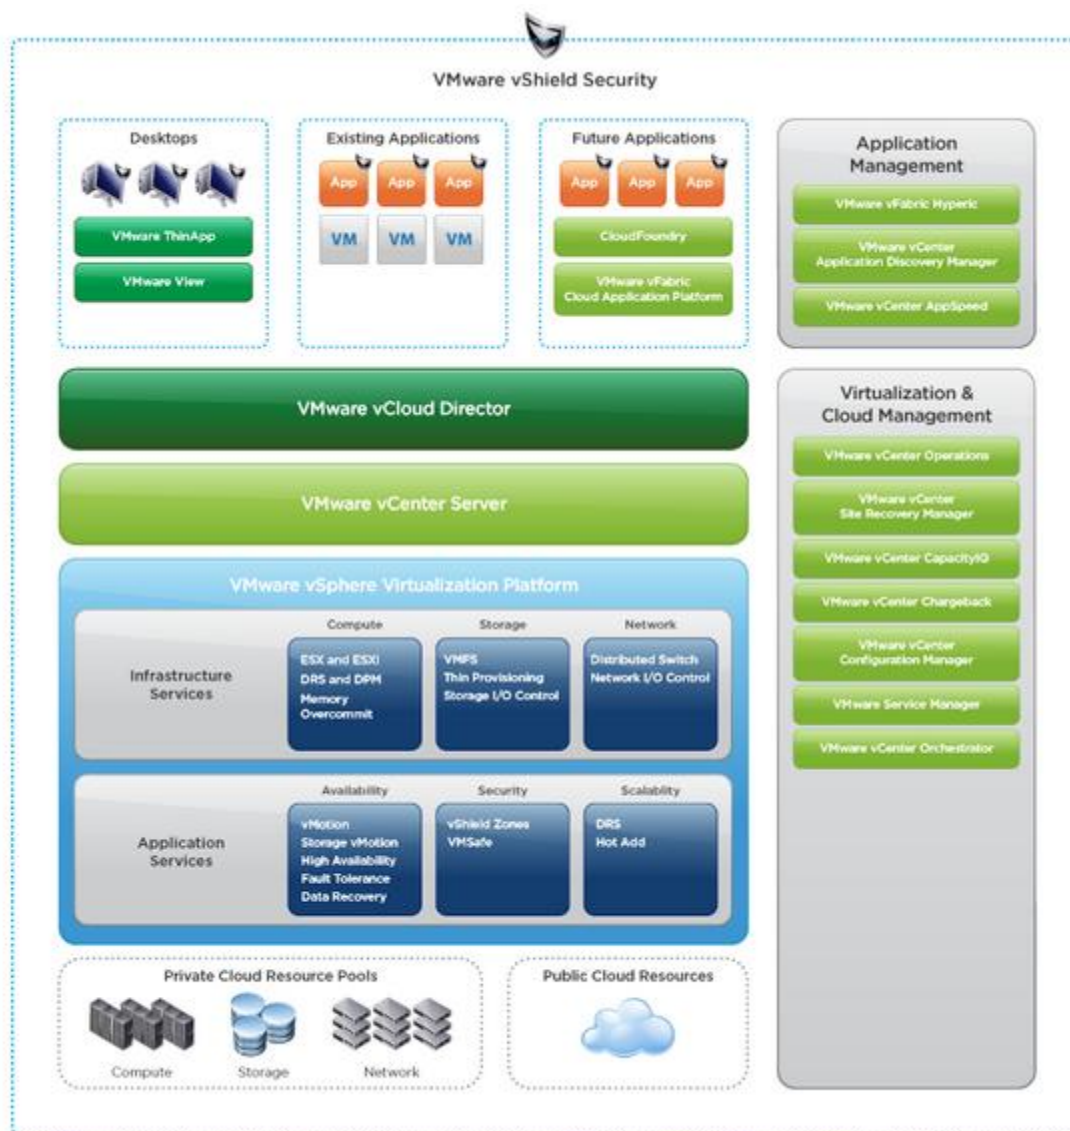 VMware vShield Security
Desktops
VMware ThinApp
VMware View
Existing Applications
App App App
VM VM VM
Future Applications
App App App
CloudFoundry
VMware vFabric
Cloud Application Platform
Application
Management
VMware vFabric Hyperic
VMware vCenter
Application Discovery Manager
VMware vCenter AppSpeed
VMware vCloud Director
VMware vCenter Server
VMware vSphere Virtualization Platform
Infrastructure
Services
Compute
ESX and ESXi
DRS and DPM
Memory
Overcommit
Storage
VMFS
Thin Provisioning
Storage I/O Control
Network
Distributed Switch
Network I/O Control
Application
Services
Availability
vMotion
Storage vMotion
High Availability
Fault Tolerance
Data Recovery
Security
vShield Zones
VMSafe
Scalablity
DRS
Hot Add
Virtualization &
Cloud Management
VMware vCenter Operations
VMware vCenter
Site Recovery Manager
VMware vCenter CapacityIQ
VMware vCenter Chargeback
VMware vCenter
Configuration Manager
VMware Service Manager
VMware vCenter Orchestrator
Private Cloud Resource Pools
Compute
Storage
Network
Public Cloud Resources